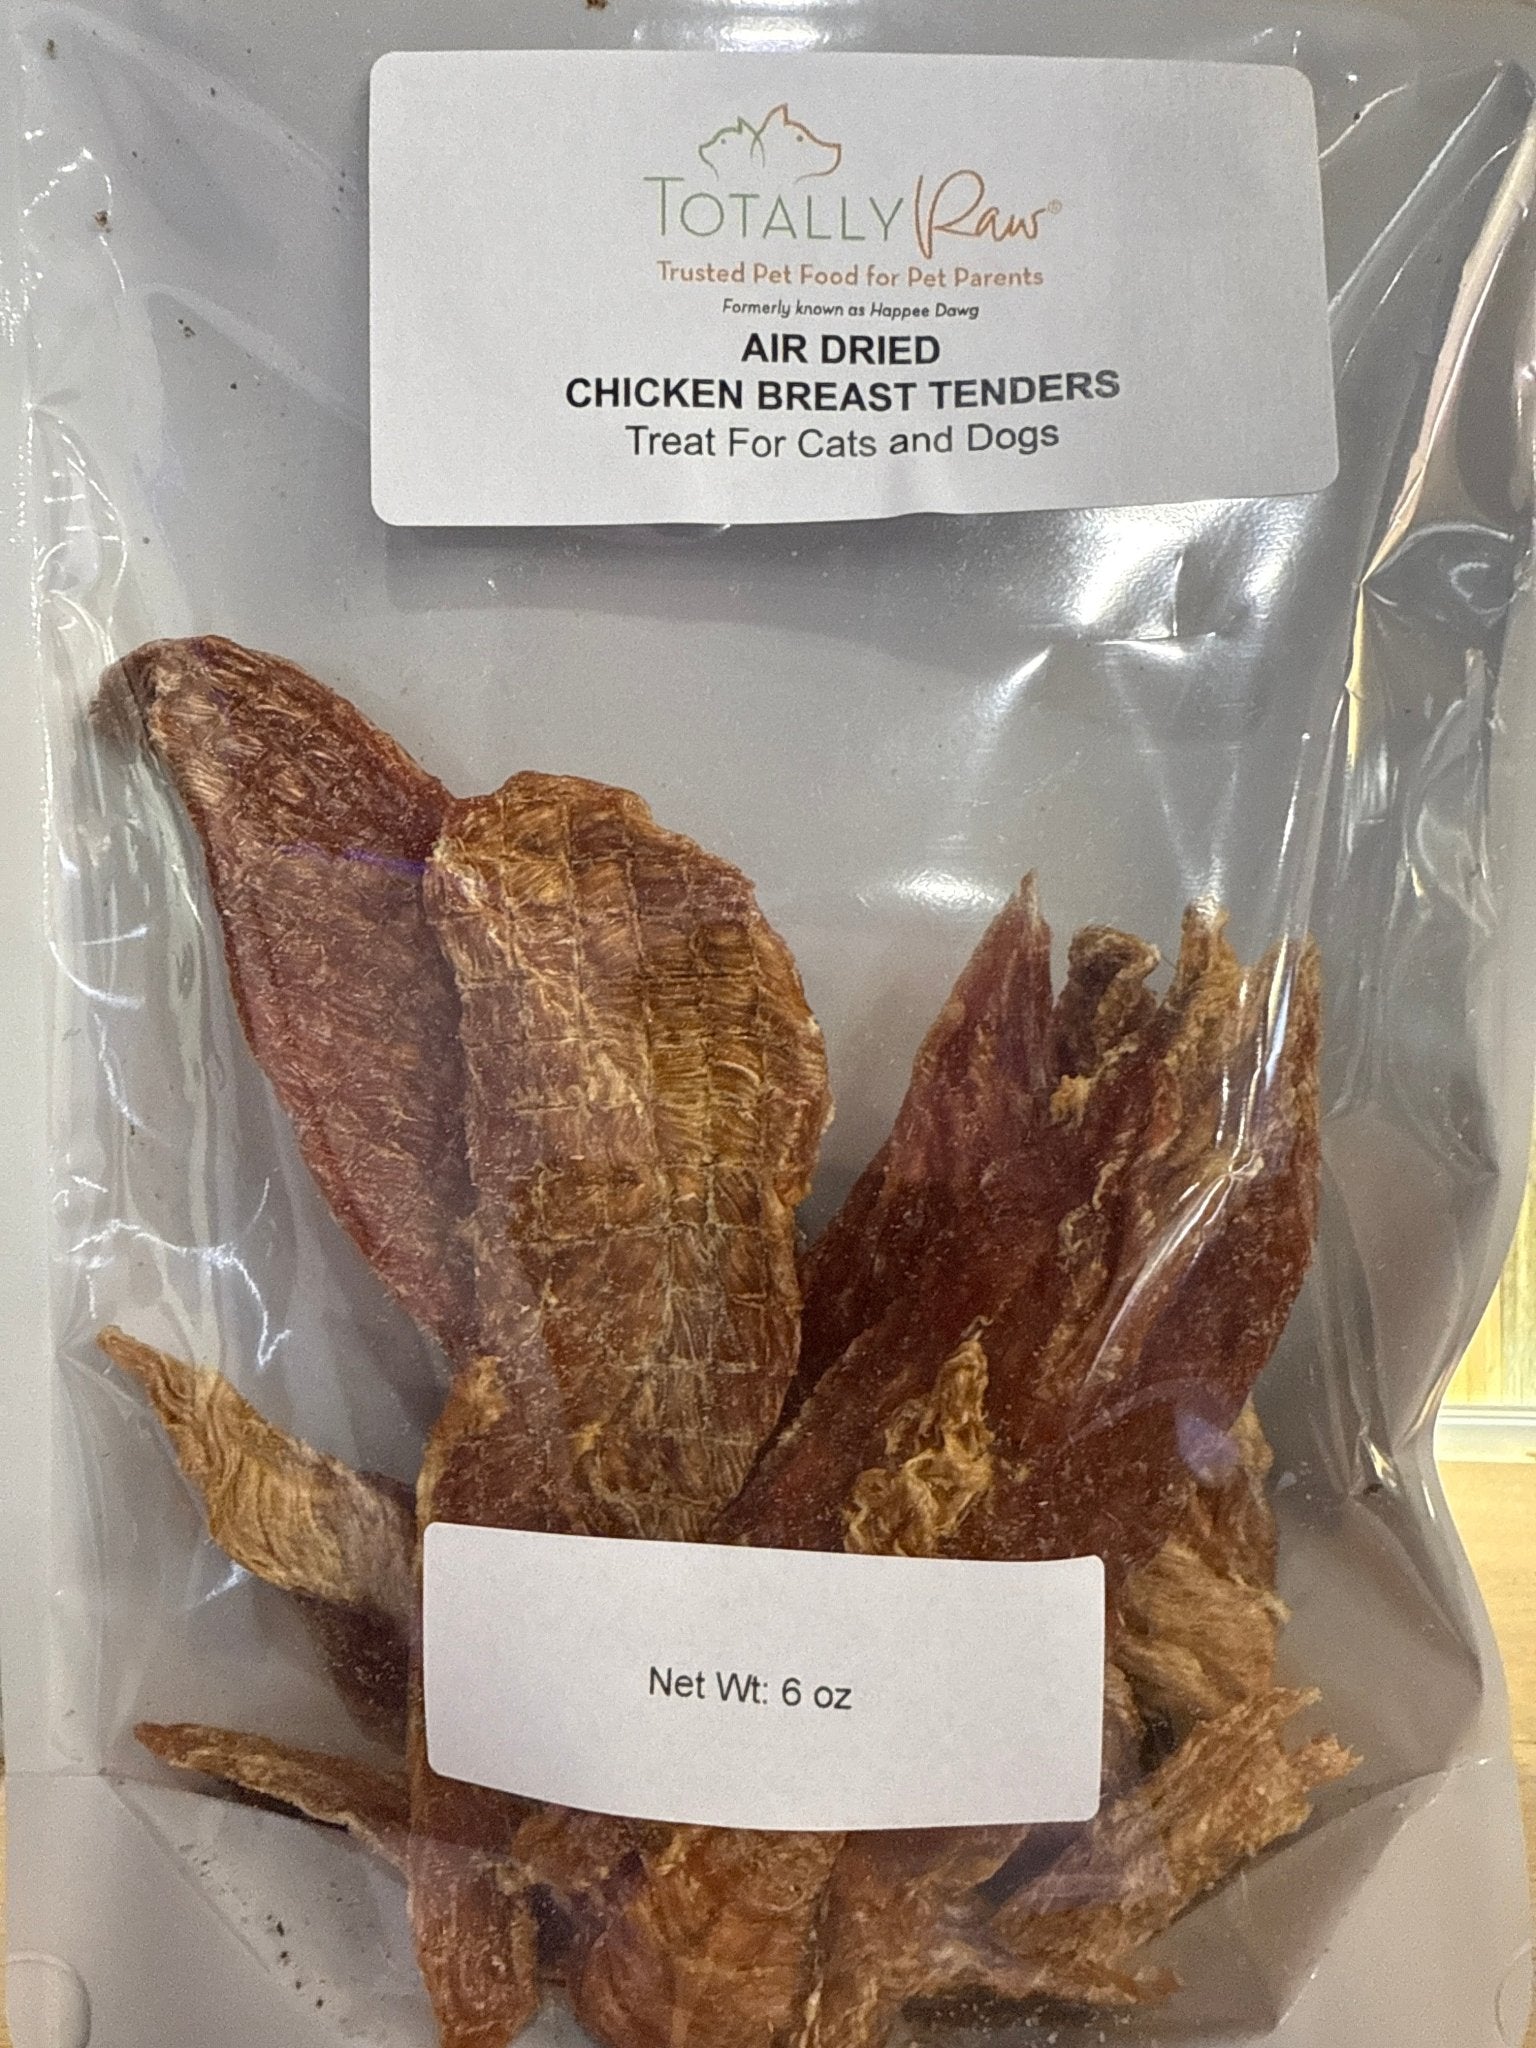 TOTALLY Raw®
Trusted Pet Food for Pet Parents
Formerly known as Happee Dawg
AIR DRIED
CHICKEN BREAST TENDERS
Treat For Cats and Dogs
Net Wt: 6 oz